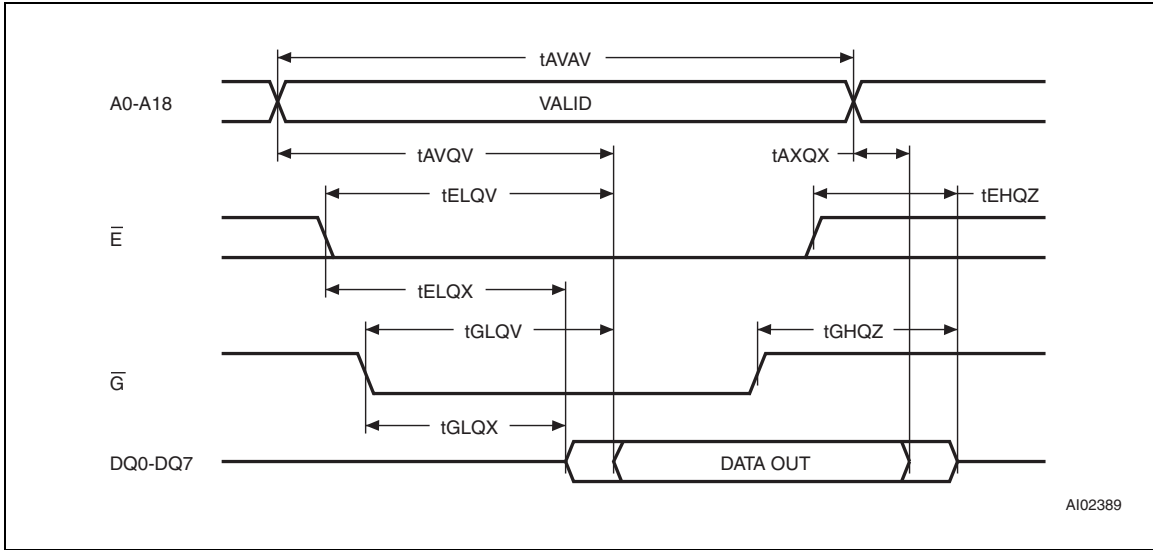 tAVAV
A0-A18
VALID
tAVQV
tAXQX
tELQV
tEHQZ
E̅
tELQX
tGLQV
tGHQZ
G̅
tGLQX
DQ0-DQ7
DATA OUT
AI02389